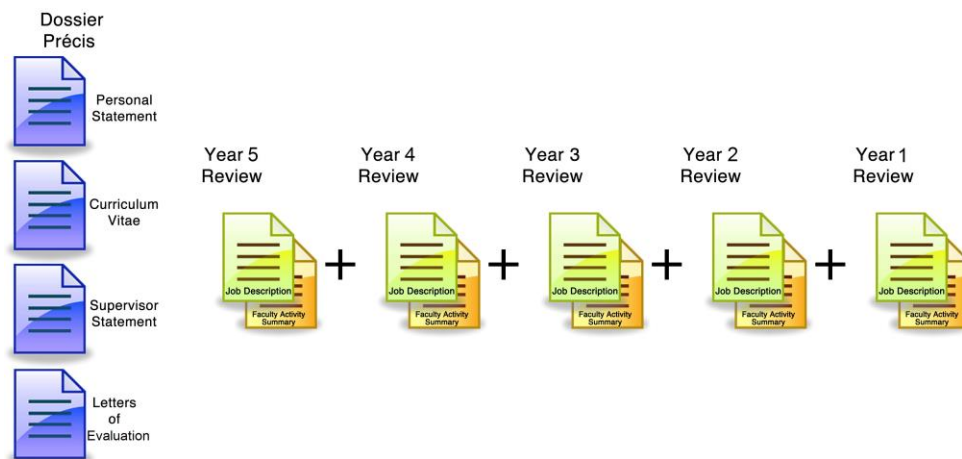 Dossier
Précis
Personal
Statement
Curriculum
Vitae
Supervisor
Statement
Letters
of
Evaluation
Year 5
Review
Year 4
Review
Year 3
Review
Year 2
Review
Year 1
Review
Job Description
Faculty Activity
Summary
+
Job Description
Faculty Activity
Summary
+
Job Description
Faculty Activity
Summary
+
Job Description
Faculty Activity
Summary
+
Job Description
Faculty Activity
Summary